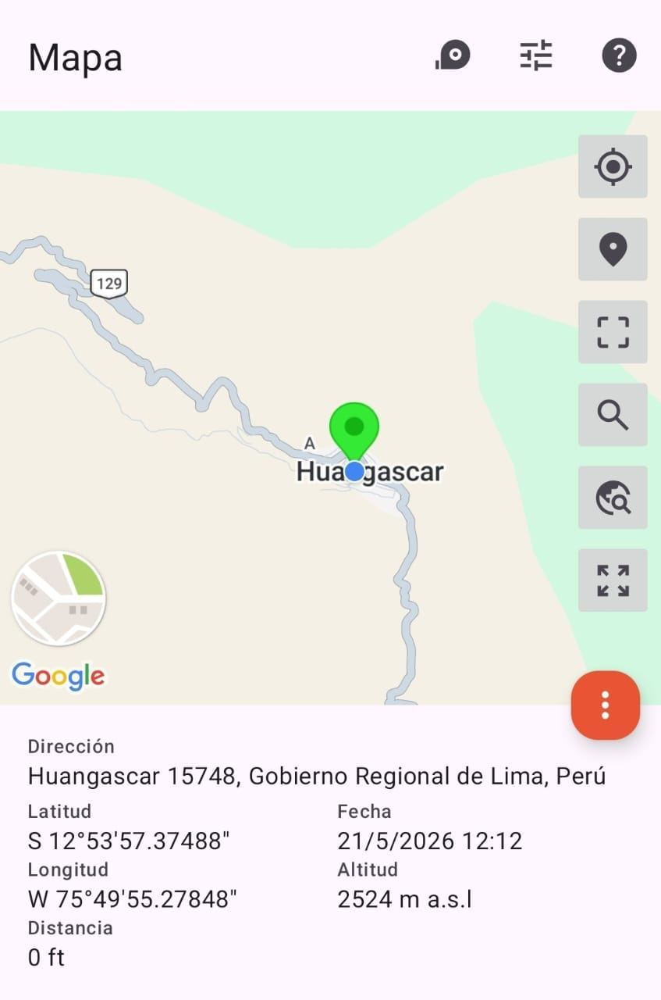 Mapa
129
A
Huangascar
Google
Dirección
Huangascar 15748, Gobierno Regional de Lima, Perú
Latitud
S 12°53'57.37488"
Longitud
W 75°49'55.27848"
Distancia
0 ft
Fecha
21/5/2026 12:12
Altitud
2524 m a.s.l